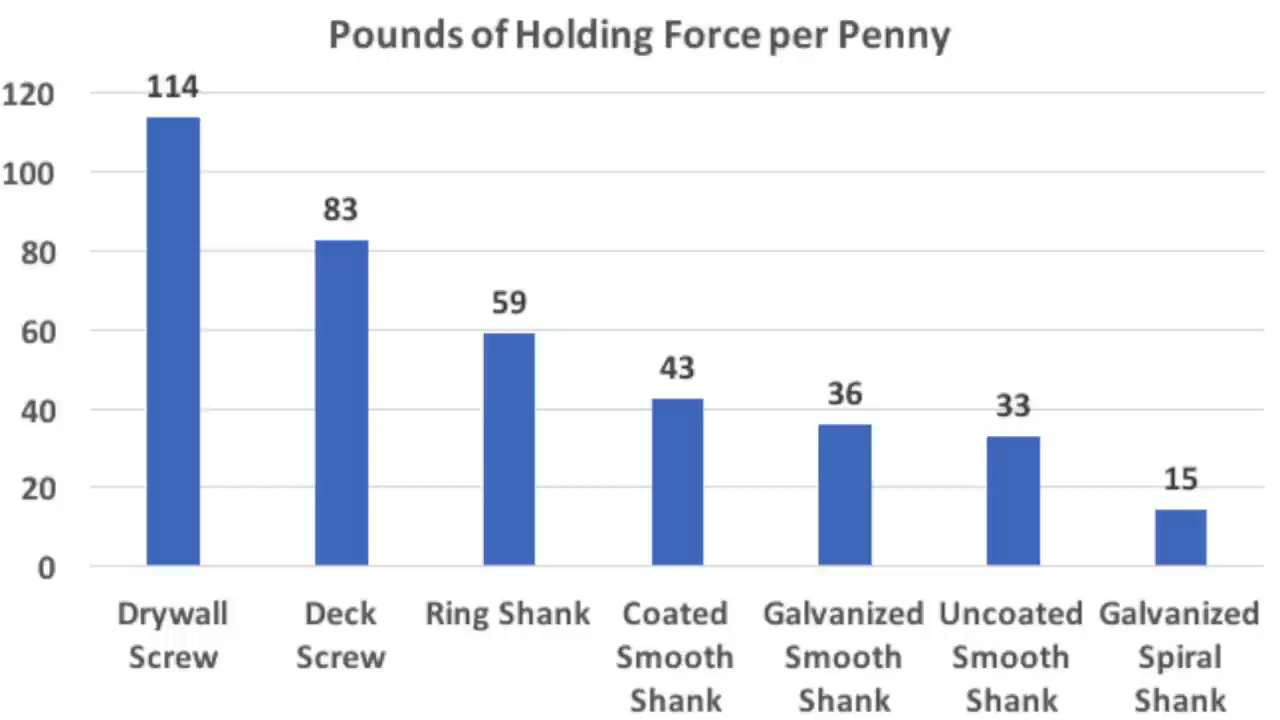 Pounds of Holding Force per Penny
120
100
80
60
40
20
0
114
83
59
43
36
33
15
Drywall
Screw
Deck
Screw
Ring Shank
Coated
Smooth
Shank
Galvanized
Smooth
Shank
Uncoated
Smooth
Shank
Galvanized
Spiral
Shank